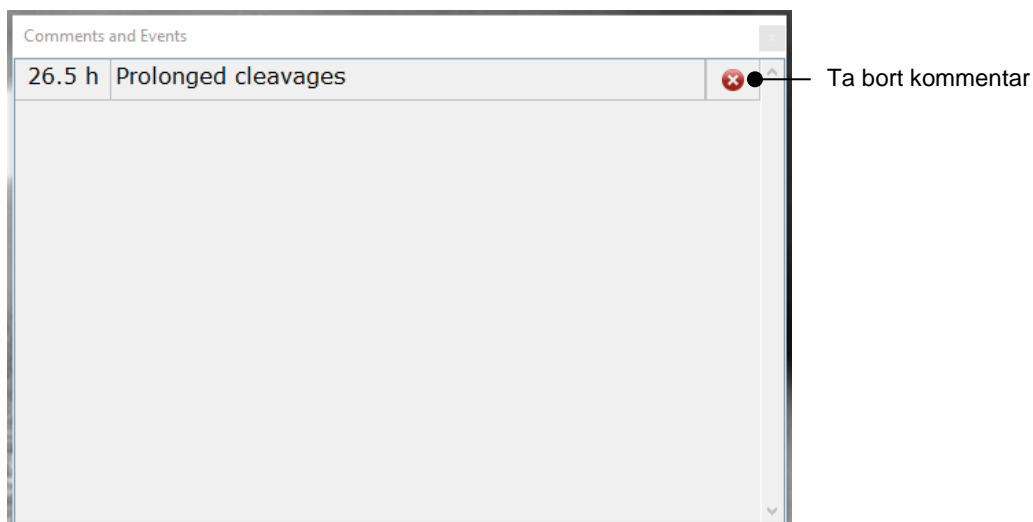 Comments and Events
26.5 h Prolonged cleavages
Ta bort kommentar